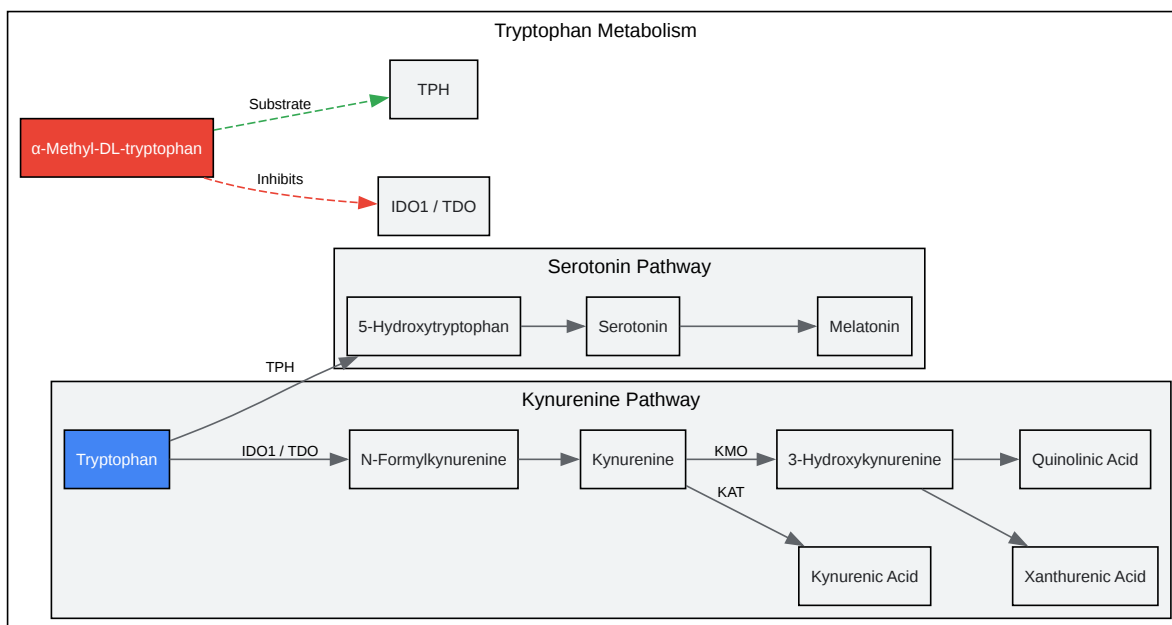 Tryptophan Metabolism
TPH
Substrate
α-Methyl-DL-tryptophan
Inhibits
IDO1 / TDO
Serotonin Pathway
5-Hydroxytryptophan
Serotonin
Melatonin
TPH
Kynurenine Pathway
Tryptophan
IDO1 / TDO
N-Formylkynurenine
Kynurenine
KMO
3-Hydroxykynurenine
Quinolinic Acid
KAT
Kynurenic Acid
Xanthurenic Acid